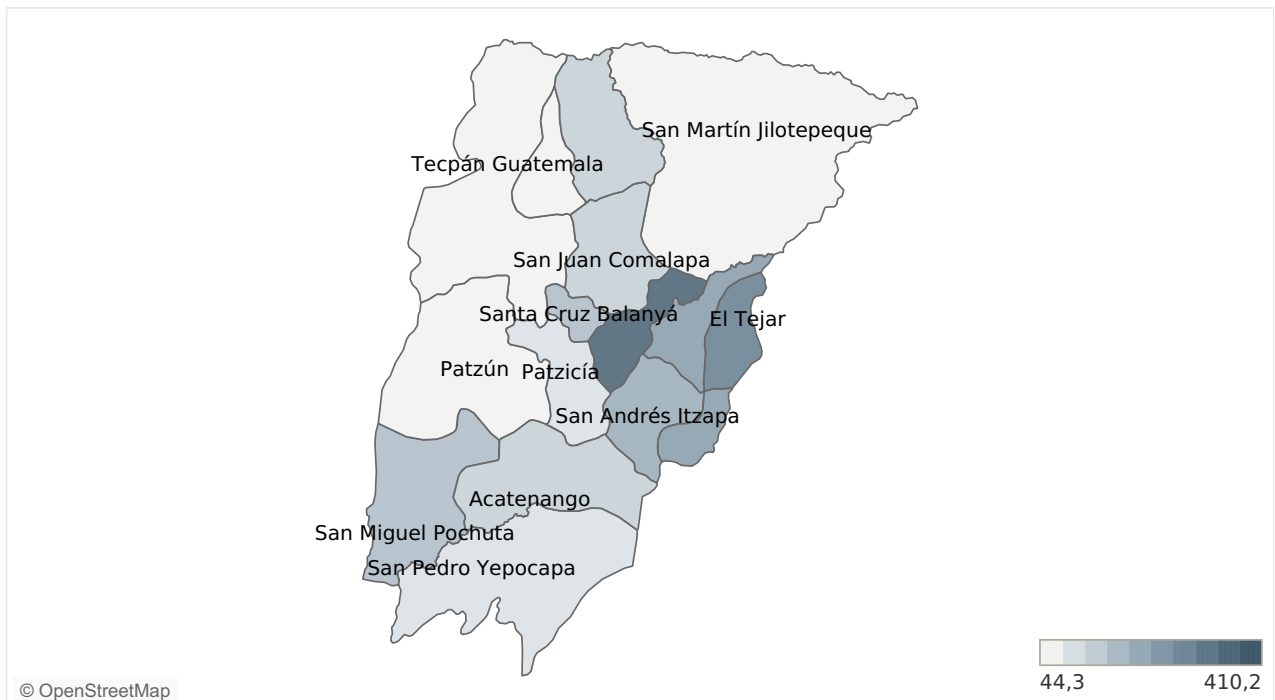 San Martín Jilotepeque
Tecpán Guatemala
San Juan Comalapa
Santa Cruz Balanyá
El Tejar
Patzún
Patzicía
San Andrés Itzapa
Acatenango
San Miguel Pochuta
San Pedro Yepocapa
44,3
410,2
© OpenStreetMap